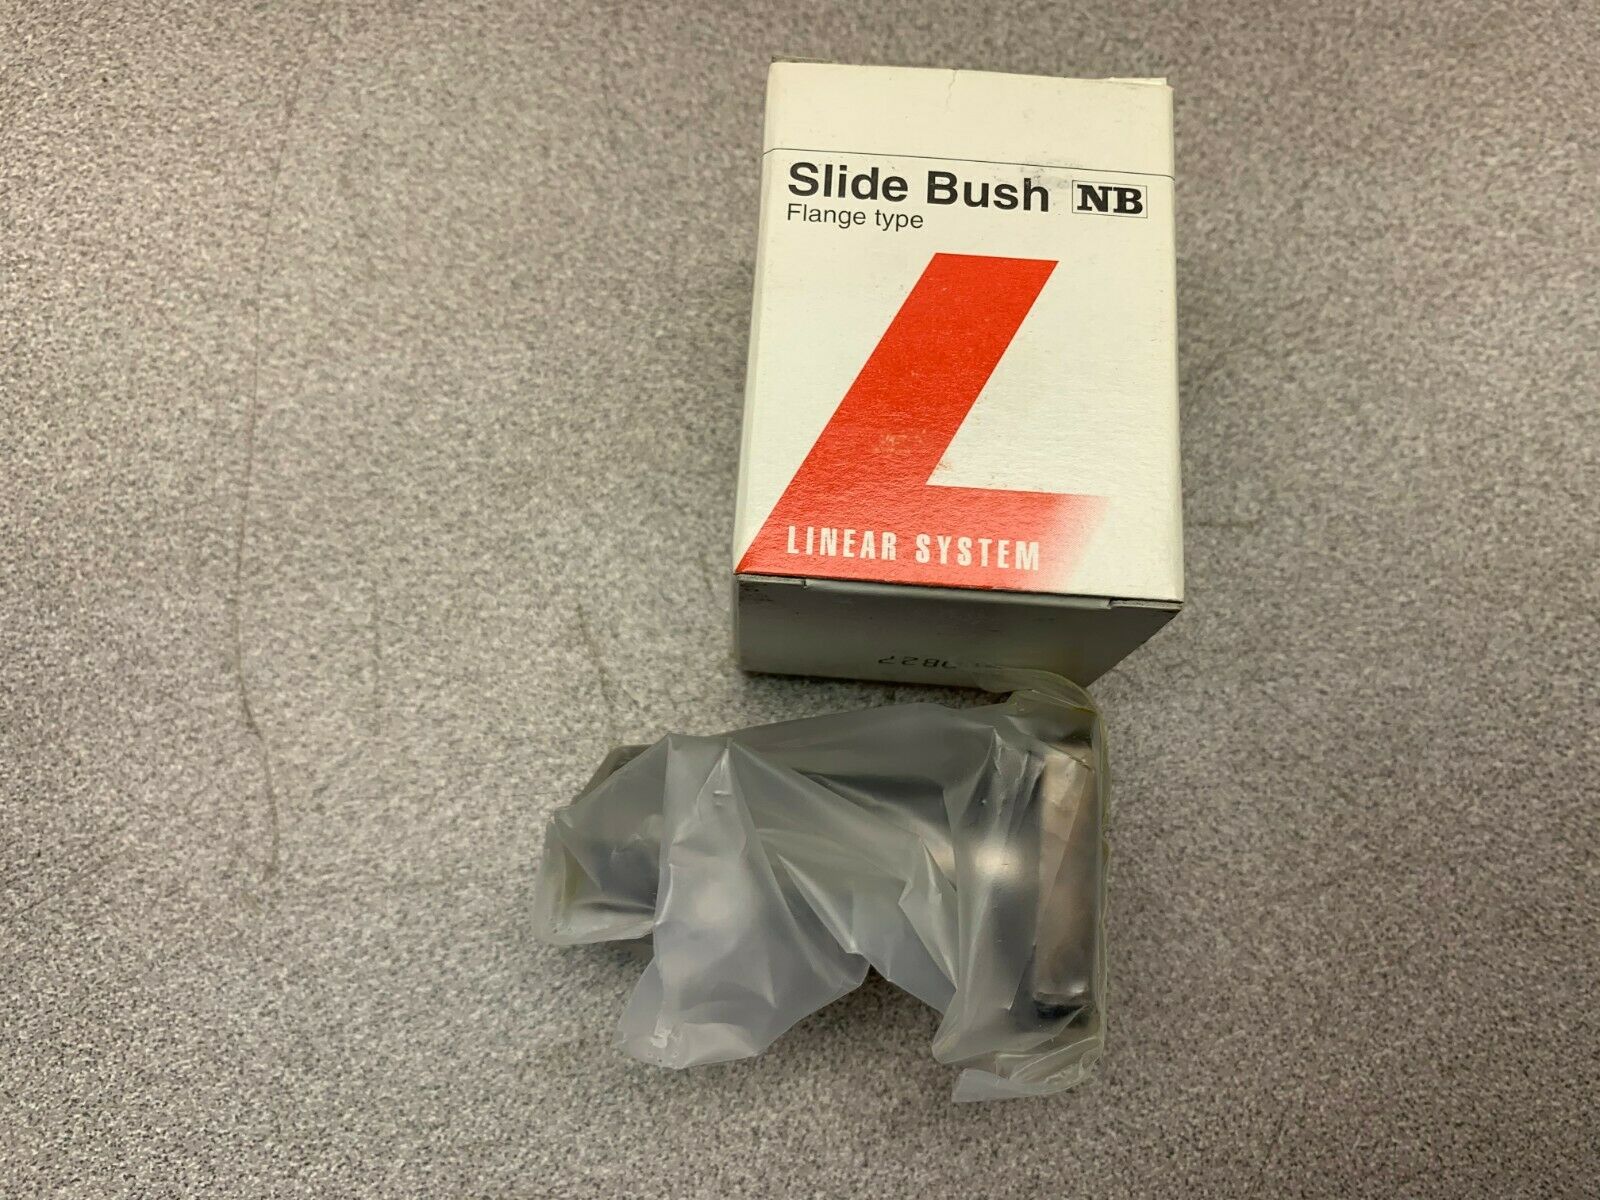 Slide Bush NB
Flange type
LINEAR SYSTEM